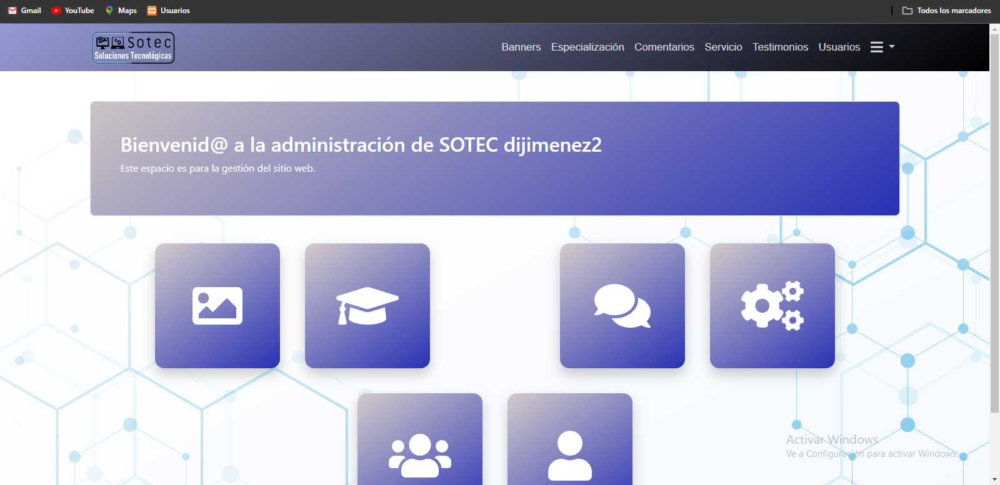 Gmail
YouTube
Maps
Usuarios
Todos los marcadores
Sotec
Soluciones Tecnológicas
Banners
Especialización
Comentarios
Servicio
Testimonios
Usuarios
Bienvenid@ a la administración de SOTEC dijimenez2
Este espacio es para la gestión del sitio web.
Activar Windows
Ve a Configuración para activar Windows.